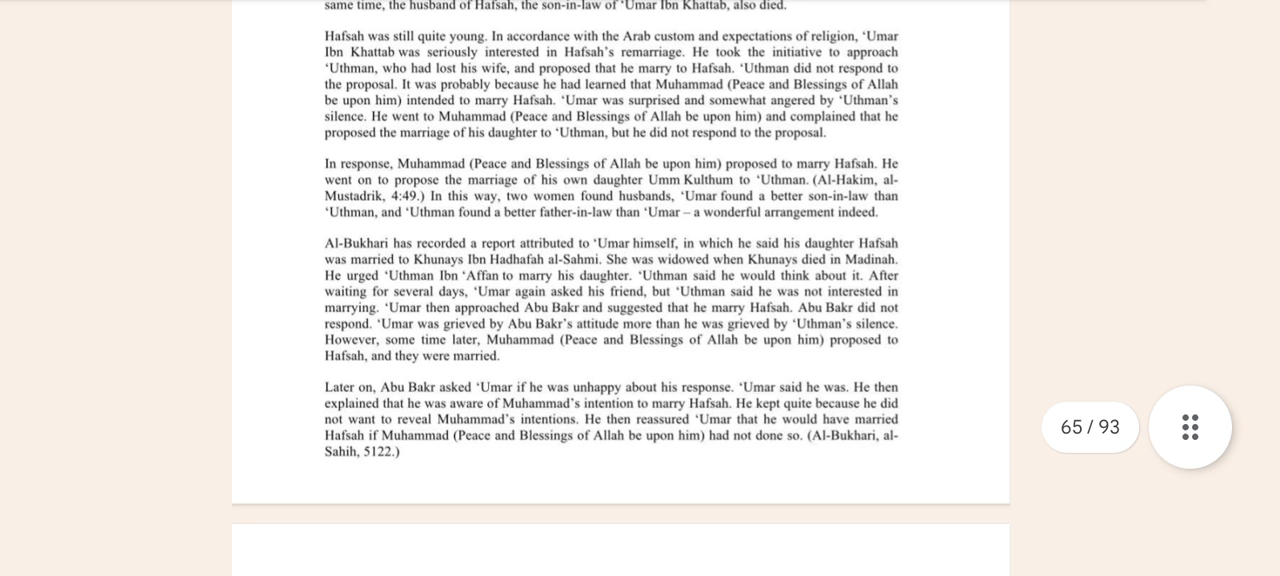 same time, the husband of Hafsah, the son-in-law of ‘Umar Ibn Khattab, also died.
Hafsah was still quite young. In accordance with the Arab custom and expectations of religion, ‘Umar
Ibn Khattab was seriously interested in Hafsah’s remarriage. He took the initiative to approach
‘Uthman, who had lost his wife, and proposed that he marry to Hafsah. ‘Uthman did not respond to
the proposal. It was probably because he had learned that Muhammad (Peace and Blessings of Allah
be upon him) intended to marry Hafsah. ‘Umar was surprised and somewhat angered by ‘Uthman’s
silence. He went to Muhammad (Peace and Blessings of Allah be upon him) and complained that he
proposed the marriage of his daughter to ‘Uthman, but he did not respond to the proposal.
In response, Muhammad (Peace and Blessings of Allah be upon him) proposed to marry Hafsah. He
went on to propose the marriage of his own daughter Umm Kulthum to ‘Uthman. (Al-Hakim, al-
Mustadrik, 4:49.) In this way, two women found husbands, ‘Umar found a better son-in-law than
‘Uthman, and ‘Uthman found a better father-in-law than ‘Umar – a wonderful arrangement indeed.
Al-Bukhari has recorded a report attributed to ‘Umar himself, in which he said his daughter Hafsah
was married to Khunays Ibn Hadhafah al-Sahmi. She was widowed when Khunays died in Madinah.
He urged ‘Uthman Ibn ‘Affan to marry his daughter. ‘Uthman said he would think about it. After
waiting for several days, ‘Umar again asked his friend, but ‘Uthman said he was not interested in
marrying. ‘Umar then approached Abu Bakr and suggested that he marry Hafsah. Abu Bakr did not
respond. ‘Umar was grieved by Abu Bakr’s attitude more than he was grieved by ‘Uthman’s silence.
However, some time later, Muhammad (Peace and Blessings of Allah be upon him) proposed to
Hafsah, and they were married.
Later on, Abu Bakr asked ‘Umar if he was unhappy about his response. ‘Umar said he was. He then
explained that he was aware of Muhammad’s intention to marry Hafsah. He kept quite because he did
not want to reveal Muhammad’s intentions. He then reassured ‘Umar that he would have married
Hafsah if Muhammad (Peace and Blessings of Allah be upon him) had not done so. (Al-Bukhari, al-
Sahih, 5122.)
65 / 93